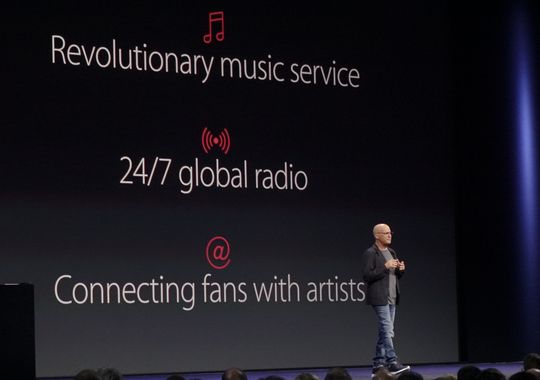 Revolutionary music service
24/7 global radio
@
Connecting fans with artists